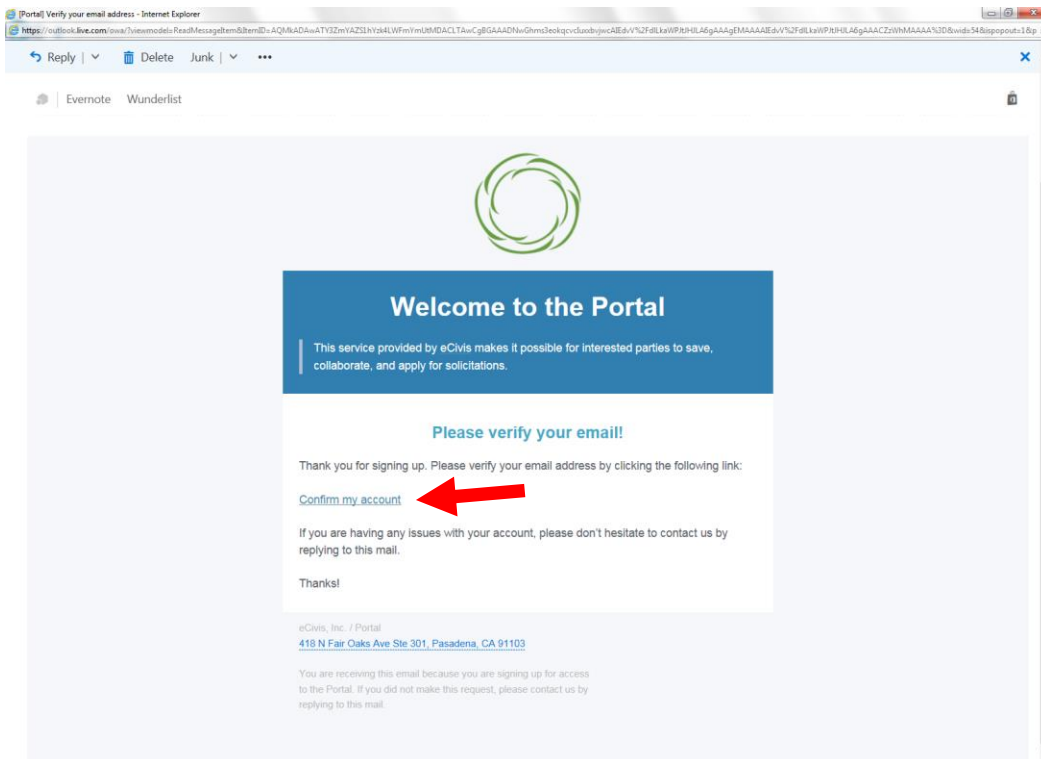 [Portal] Verify your email address - Internet Explorer
Reply | Delete Junk |
Evernote Wunderlist
Welcome to the Portal
This service provided by eCivis makes it possible for interested parties to save,
collaborate, and apply for solicitations.
Please verify your email!
Thank you for signing up. Please verify your email address by clicking the following link:
Confirm my account
If you are having any issues with your account, please don't hesitate to contact us by
replying to this mail.
Thanks!
eCivis, Inc. / Portal
418 N Fair Oaks Ave Ste 301, Pasadena, CA 91103
You are receiving this email because you are signing up for access
to the Portal. If you did not make this request, please contact us by
replying to this mail.